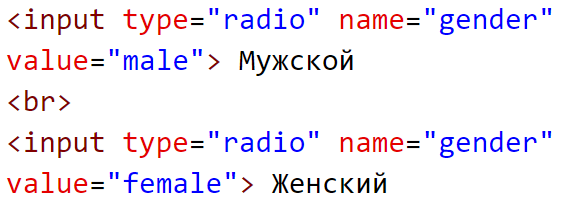 <input type="radio" name="gender"
value="male"> Мужской
<br>
<input type="radio" name="gender"
value="female"> Женский